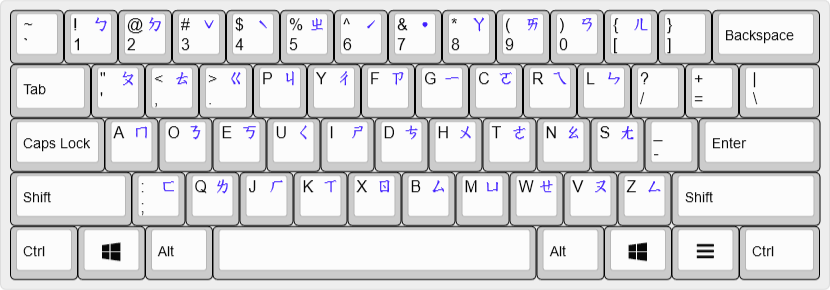 ~ ` ! ㄅ 1 @ ㄉ 2 # ˇ 3 $ ˋ 4 % ㄓ 5 ^ ˊ 6 & ˙ 7 * ㄚ 8 ( ㄞ 9 ) ㄢ 0 { ㄦ [ } ] Backspace
Tab " ㄆ ' < ㄊ , > ㄍ . P ㄐ Y ㄔ F ㄗ G ㄧ C ㄛ R ㄟ L ㄣ ? / + = | \
Caps Lock A ㄇ O ㄋ E ㄎ U ㄑ I ㄕ D ㄘ H ㄨ T ㄜ N ㄠ S ㄤ _ - Enter
Shift : ㄈ ; Q ㄌ J ㄏ K ㄒ X ㄖ B ㄙ M ㄩ W ㄝ V ㄡ Z ㄥ Shift
Ctrl Alt Alt Ctrl